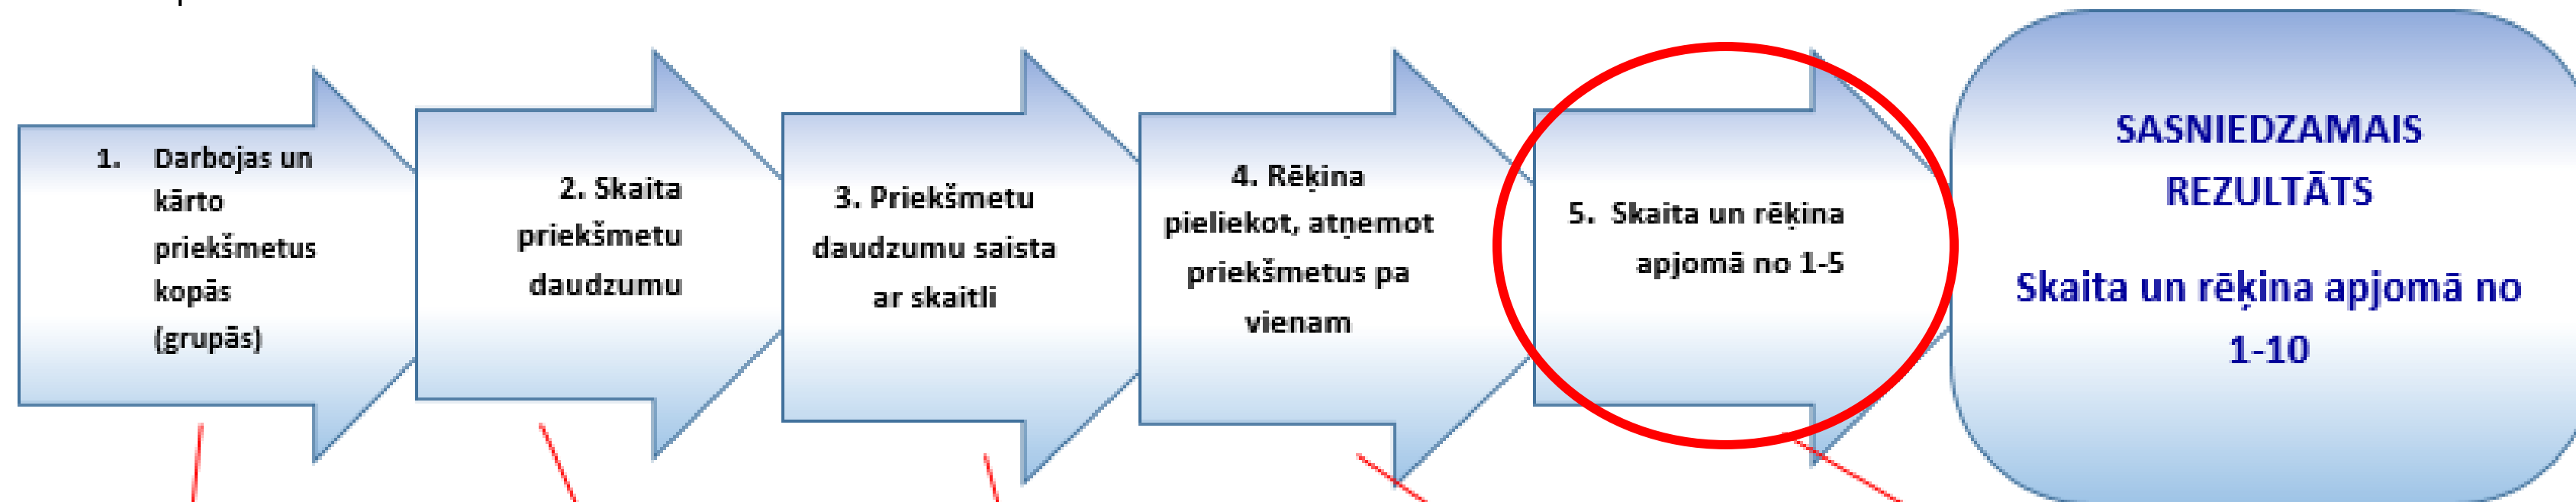 1. Darbojas un
kārto
priekšmetus
kopās
(grupās)
2. Skaita
priekšmetu
daudzumu
3. Priekšmetu
daudzumu saista
ar skaitli
4. Rēķina
pieliekot, atņemot
priekšmetus pa
vienam
5. Skaita un rēķina
apjomā no 1-5
SASNIEDZAMAIS
REZULTĀTS
Skaita un rēķina apjomā no
1-10